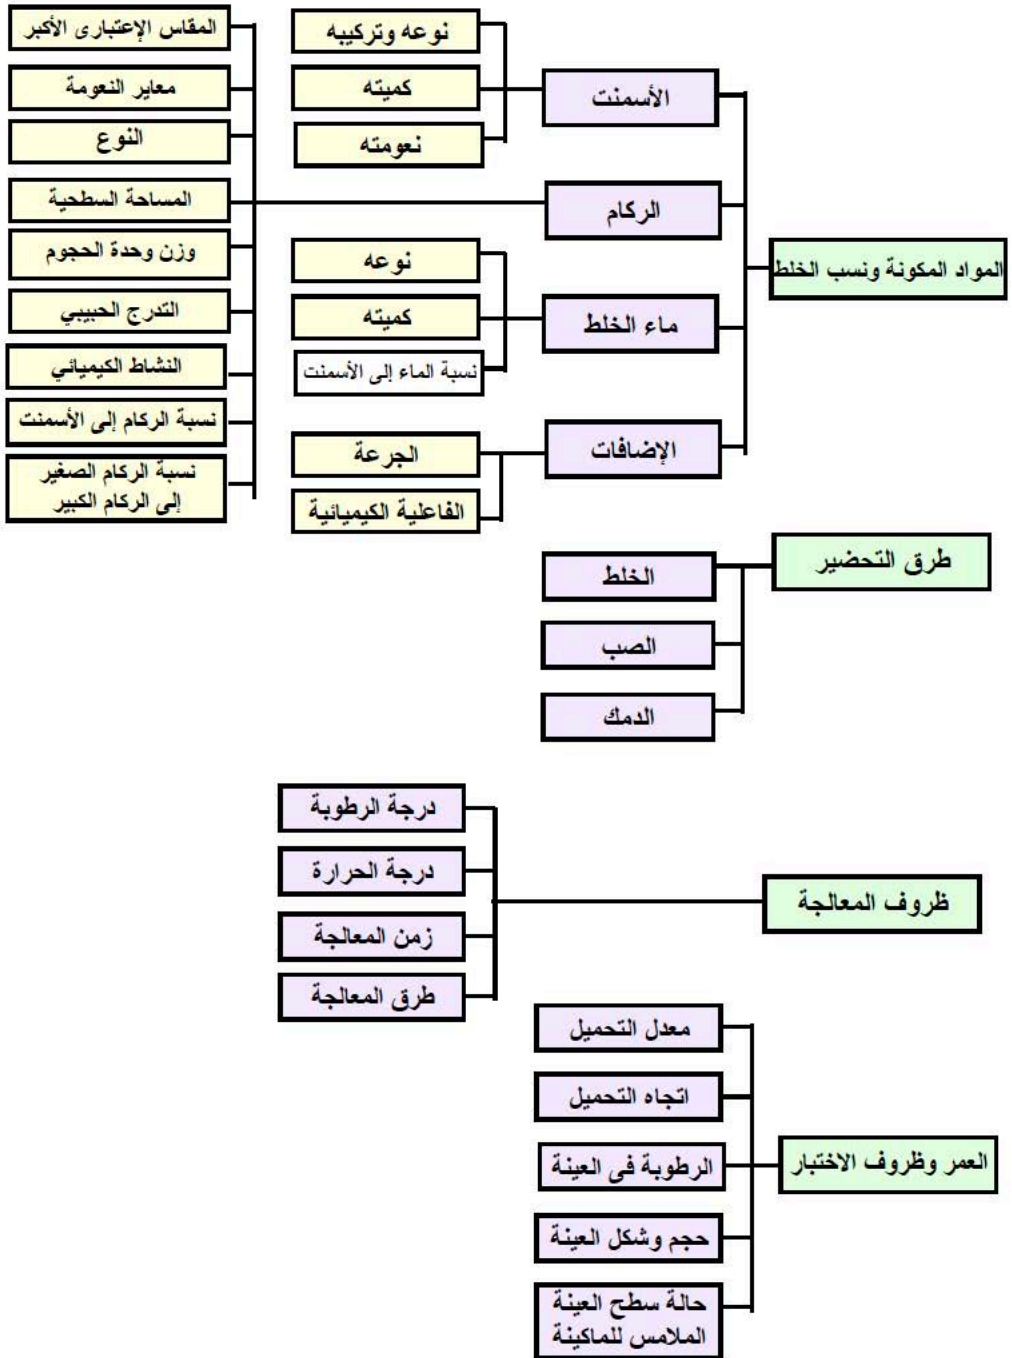 المواد المكونة ونسب الخلط
الأسمنت
نوعه وتركيبه
كميته
نعومته
الركام
المقاس الإعتبارى الأكبر
معاير النعومة
النوع
المساحة السطحية
وزن وحدة الحجوم
التدرج الحبيبي
النشاط الكيميائي
نسبة الركام إلى الأسمنت
نسبة الركام الصغير
إلى الركام الكبير
ماء الخلط
نوعه
كميته
نسبة الماء إلى الأسمنت
الإضافات
الجرعة
الفاعلية الكيميائية
طرق التحضير
الخلط
الصب
الدمك
ظروف المعالجة
درجة الرطوبة
درجة الحرارة
زمن المعالجة
طرق المعالجة
العمر وظروف الاختبار
معدل التحميل
اتجاه التحميل
الرطوبة فى العينة
حجم وشكل العينة
حالة سطح العينة
الملامس للماكينة